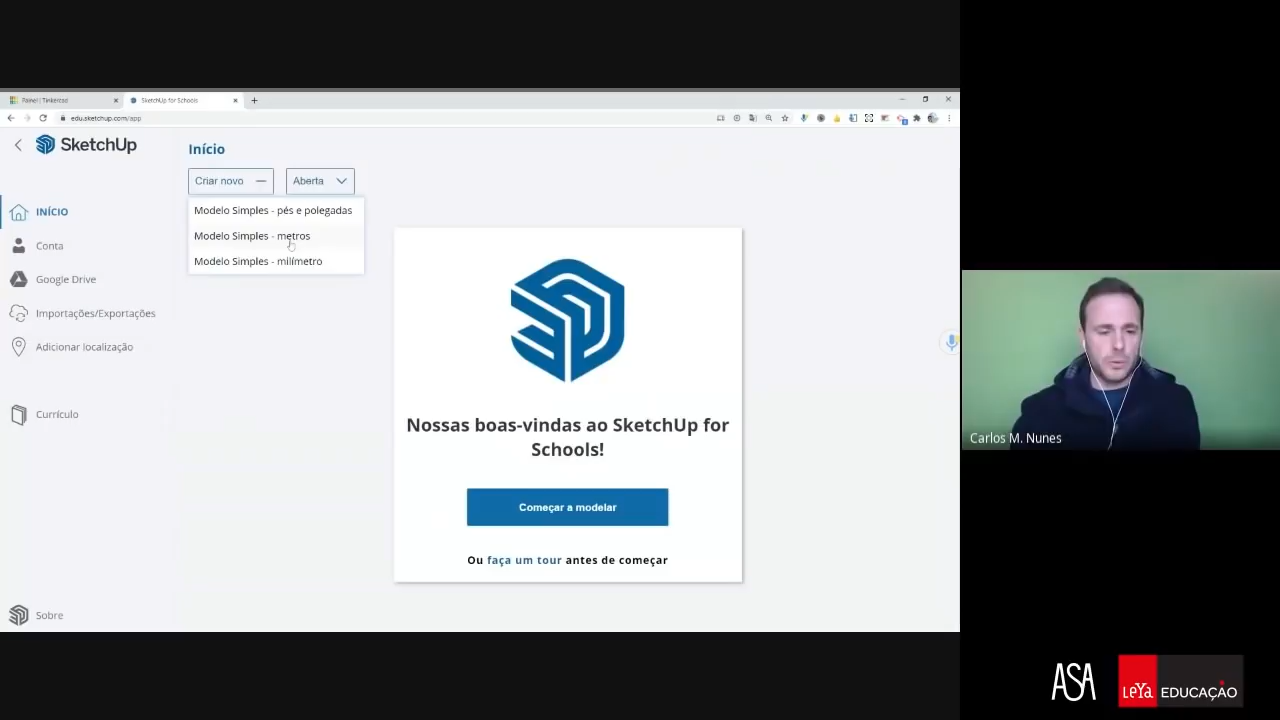 Painel | Tinkercad
SketchUp for Schools
edu.sketchup.com/app
SketchUp
Início
Criar novo
Aberta
Modelo Simples - pés e polegadas
Modelo Simples - metros
Modelo Simples - milímetro
INÍCIO
Conta
Google Drive
Importações/Exportações
Adicionar localização
Currículo
Sobre
Nossas boas-vindas ao SketchUp for
Schools!
Começar a modelar
Ou faça um tour antes de começar
Carlos M. Nunes
ASA
LeYa EDUCAÇÃO